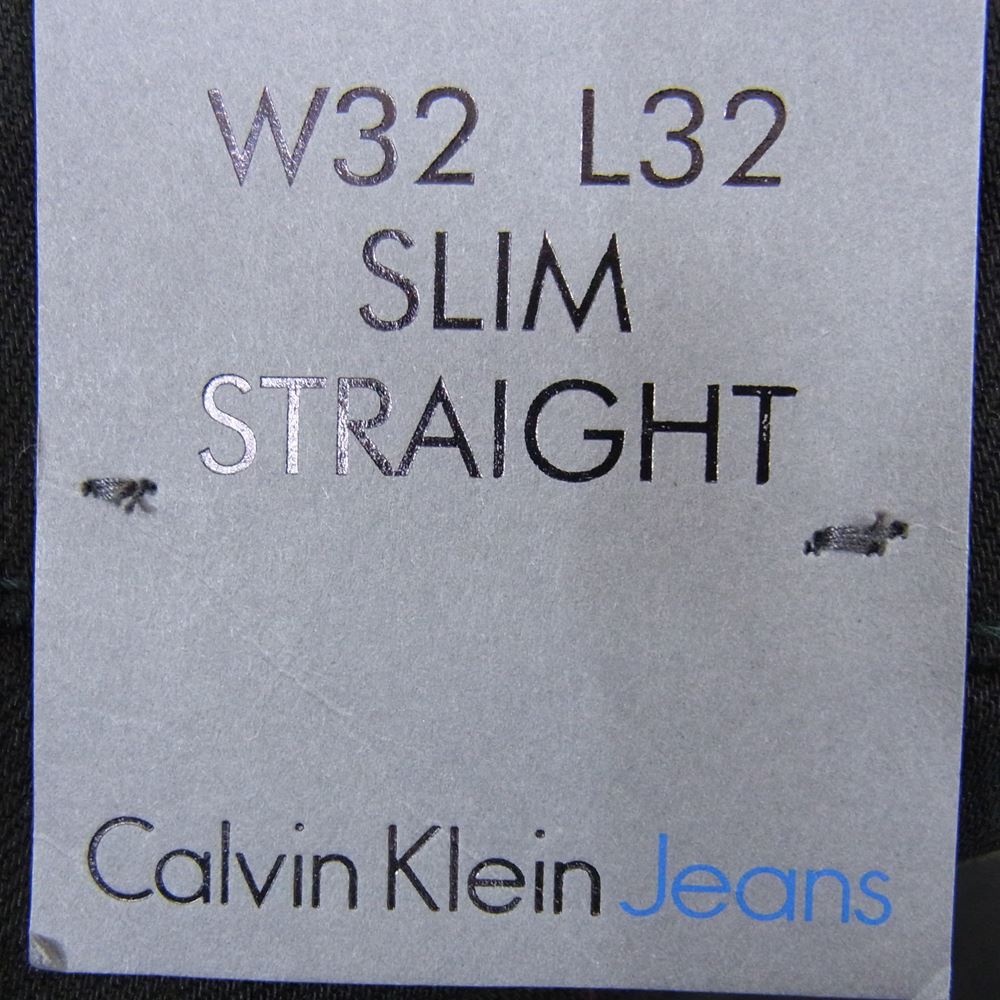 W32 L32
SLIM
STRAIGHT
Calvin Klein Jeans